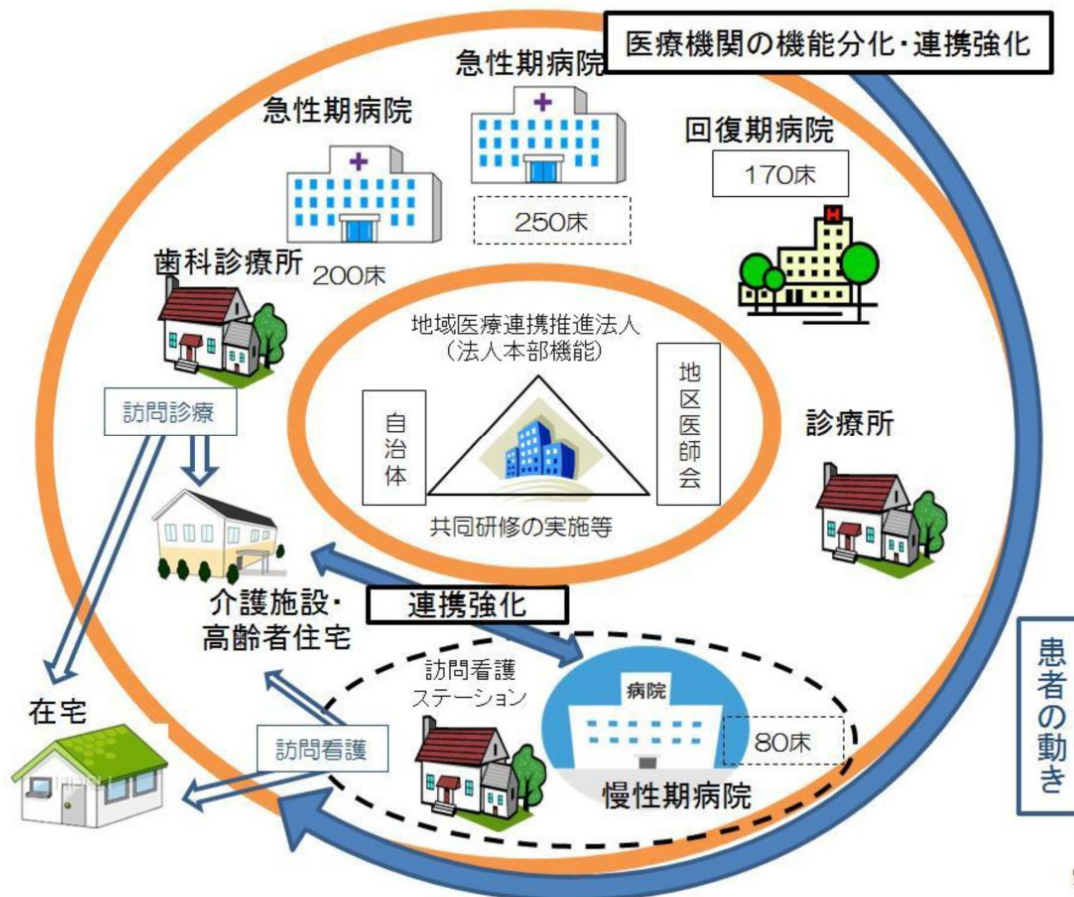 医療機関の機能分化・連携強化
急性期病院
急性期病院
回復期病院
170床
250床
200床
歯科診療所
地域医療連携推進法人
（法人本部機能）
自治体
地区医師会
共同研修の実施等
訪問診療
診療所
介護施設・
高齢者住宅
連携強化
訪問看護
ステーション
病院
80床
慢性期病院
訪問看護
在宅
患者の動き